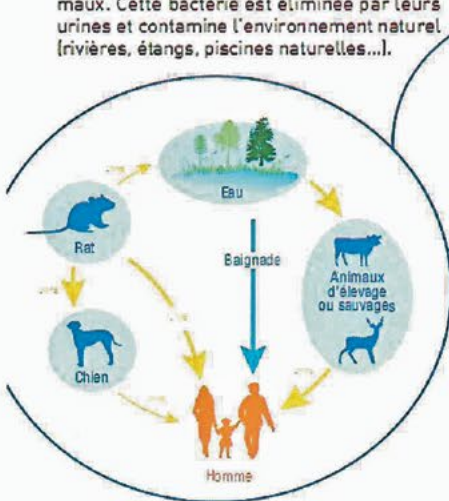 maux. Cette bactérie est éliminée par leurs
urines et contamine l'environnement naturel
(rivières, étangs, piscines naturelles...).
Eau
Rat
Baignade
Animaux
d'élevage
ou sauvages
Chien
Homme